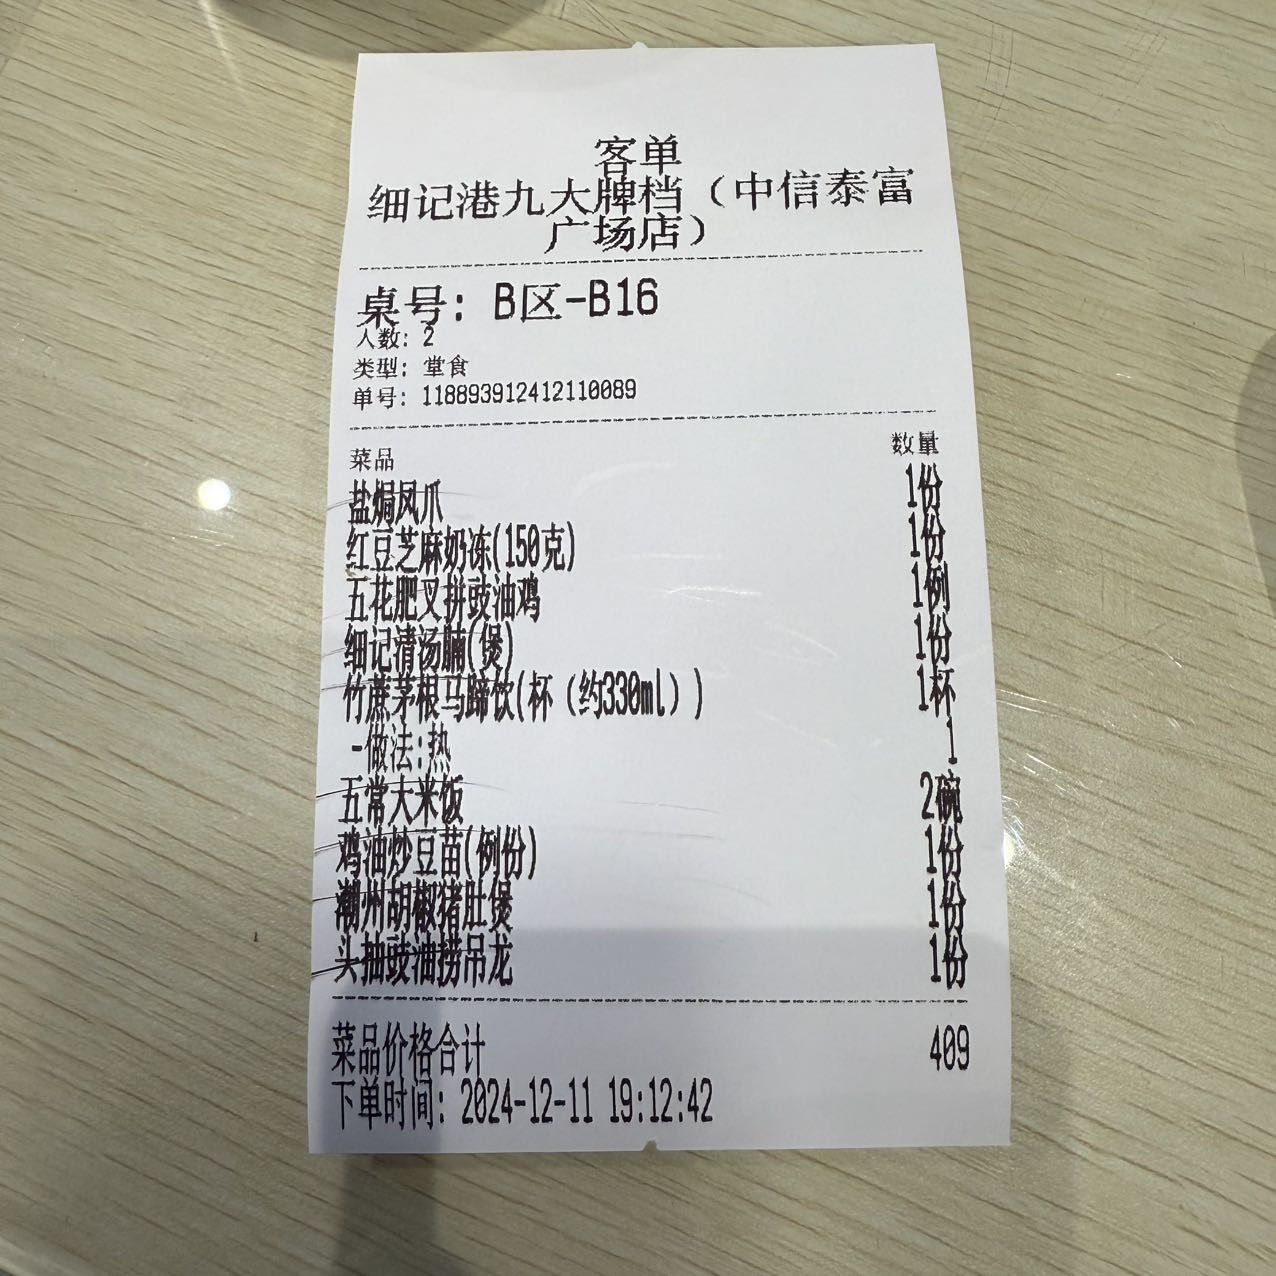 客单
细记港九大牌档（中信泰富
广场店）
桌号: B区-B16
人数: 2
类型: 堂食
单号: 118893912412110089
菜品 数量
盐焗凤爪 1份
红豆芝麻奶冻(150克) 1份
五花肥叉拼豉油鸡 1例
细记清汤腩(煲) 1份
竹蔗茅根马蹄饮(杯（约330ml）) 1杯
-做法:热 1
五常大米饭 2碗
鸡油炒豆苗(例份) 1份
潮州胡椒猪肚煲 1份
头抽豉油捞吊龙 1份
菜品价格合计 409
下单时间: 2024-12-11 19:12:42